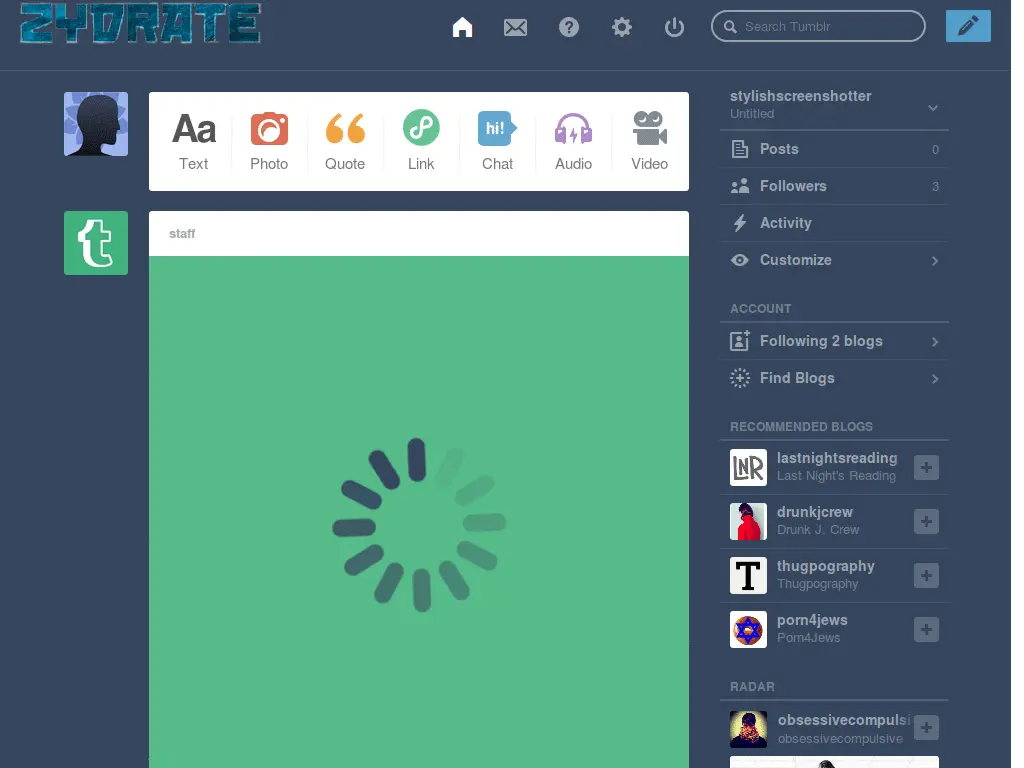 ZYDRATE
Search Tumblr
Aa
hi!
Text
Photo
Quote
Link
Chat
Audio
Video
t
staff
stylishscreenshotter
Untitled
Posts 0
Followers 3
Activity
Customize
ACCOUNT
Following 2 blogs
Find Blogs
RECOMMENDED BLOGS
LNR
lastnightsreading
Last Night's Reading
drunkjcrew
Drunk J. Crew
T
thugpography
Thugpography
porn4jews
Porn4Jews
RADAR
obsessivecompulsi
obsessivecompulsive